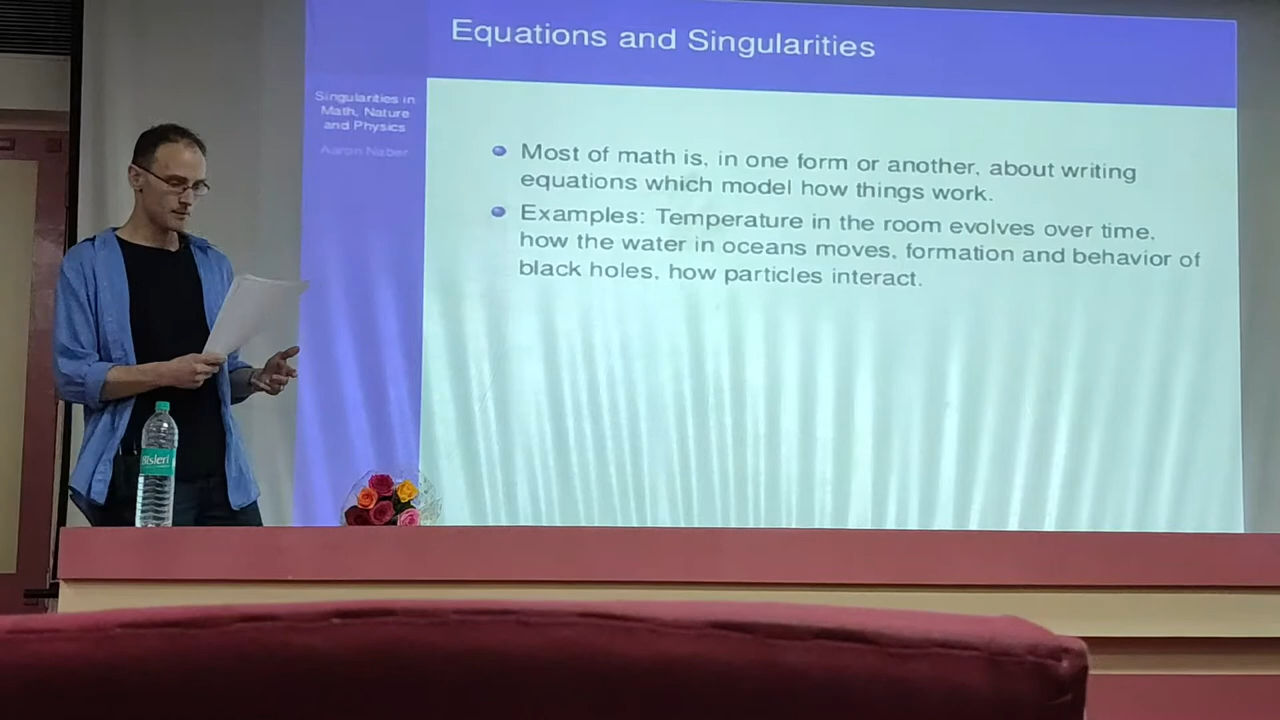 Equations and Singularities
Singularities in
Math, Nature
and Physics
Aaron Naber
Most of math is, in one form or another, about writing
equations which model how things work.
Examples: Temperature in the room evolves over time,
how the water in oceans moves, formation and behavior of
black holes, how particles interact.
Bisleri